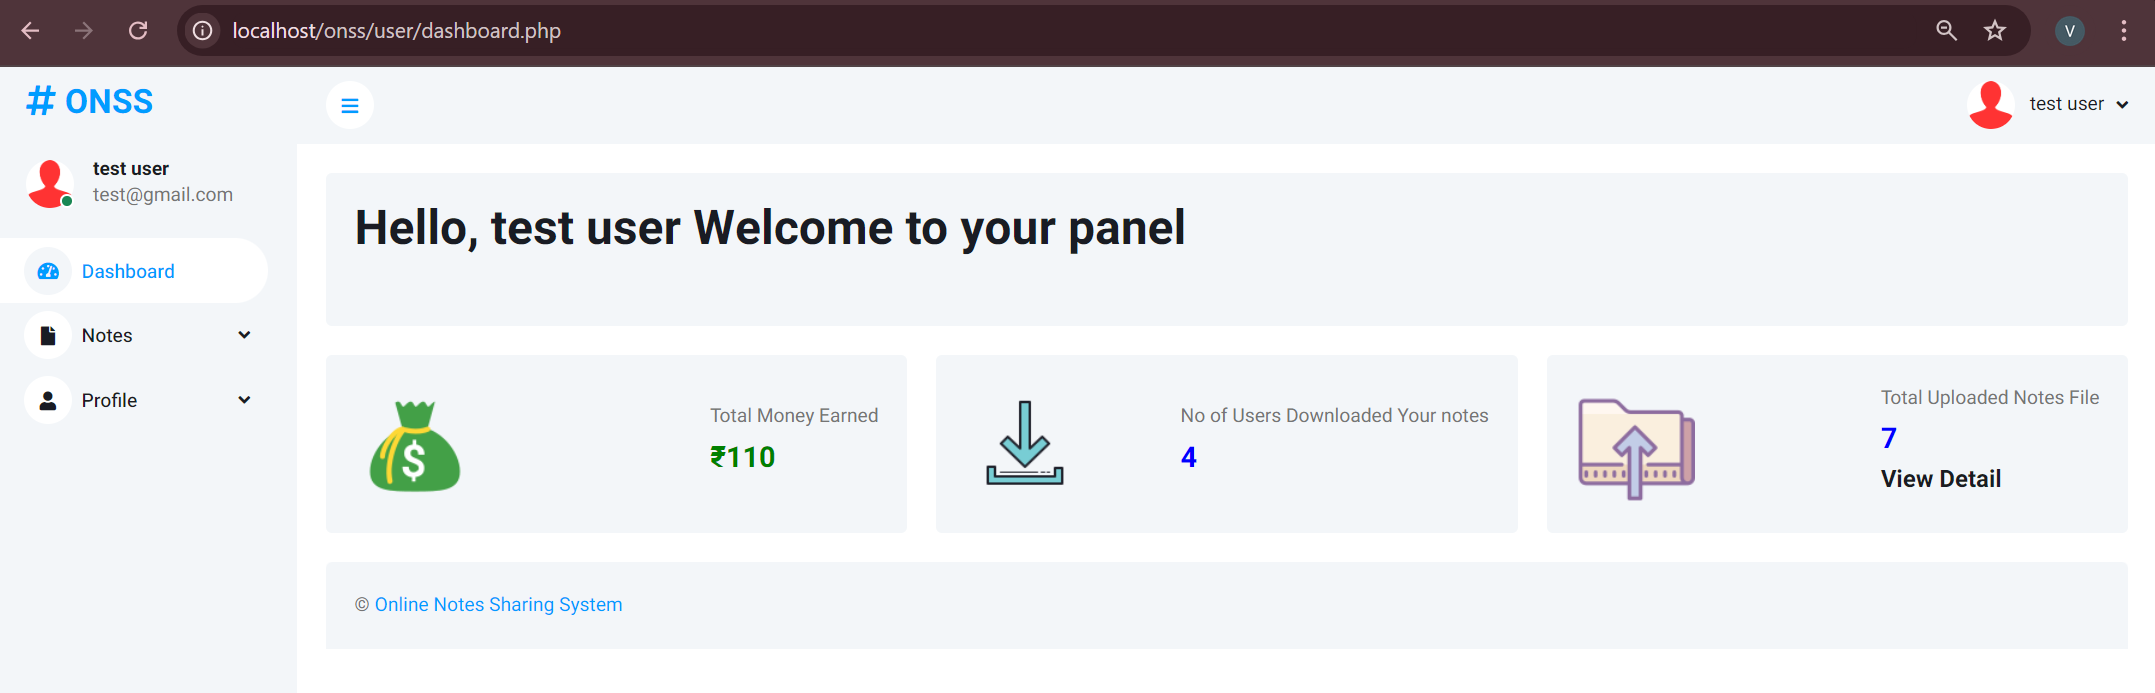 localhost/onss/user/dashboard.php
V
# ONSS
test user
test user
test@gmail.com
Dashboard
Notes
Profile
Hello, test user Welcome to your panel
$
Total Money Earned
₹110
No of Users Downloaded Your notes
4
Total Uploaded Notes File
7
View Detail
© Online Notes Sharing System